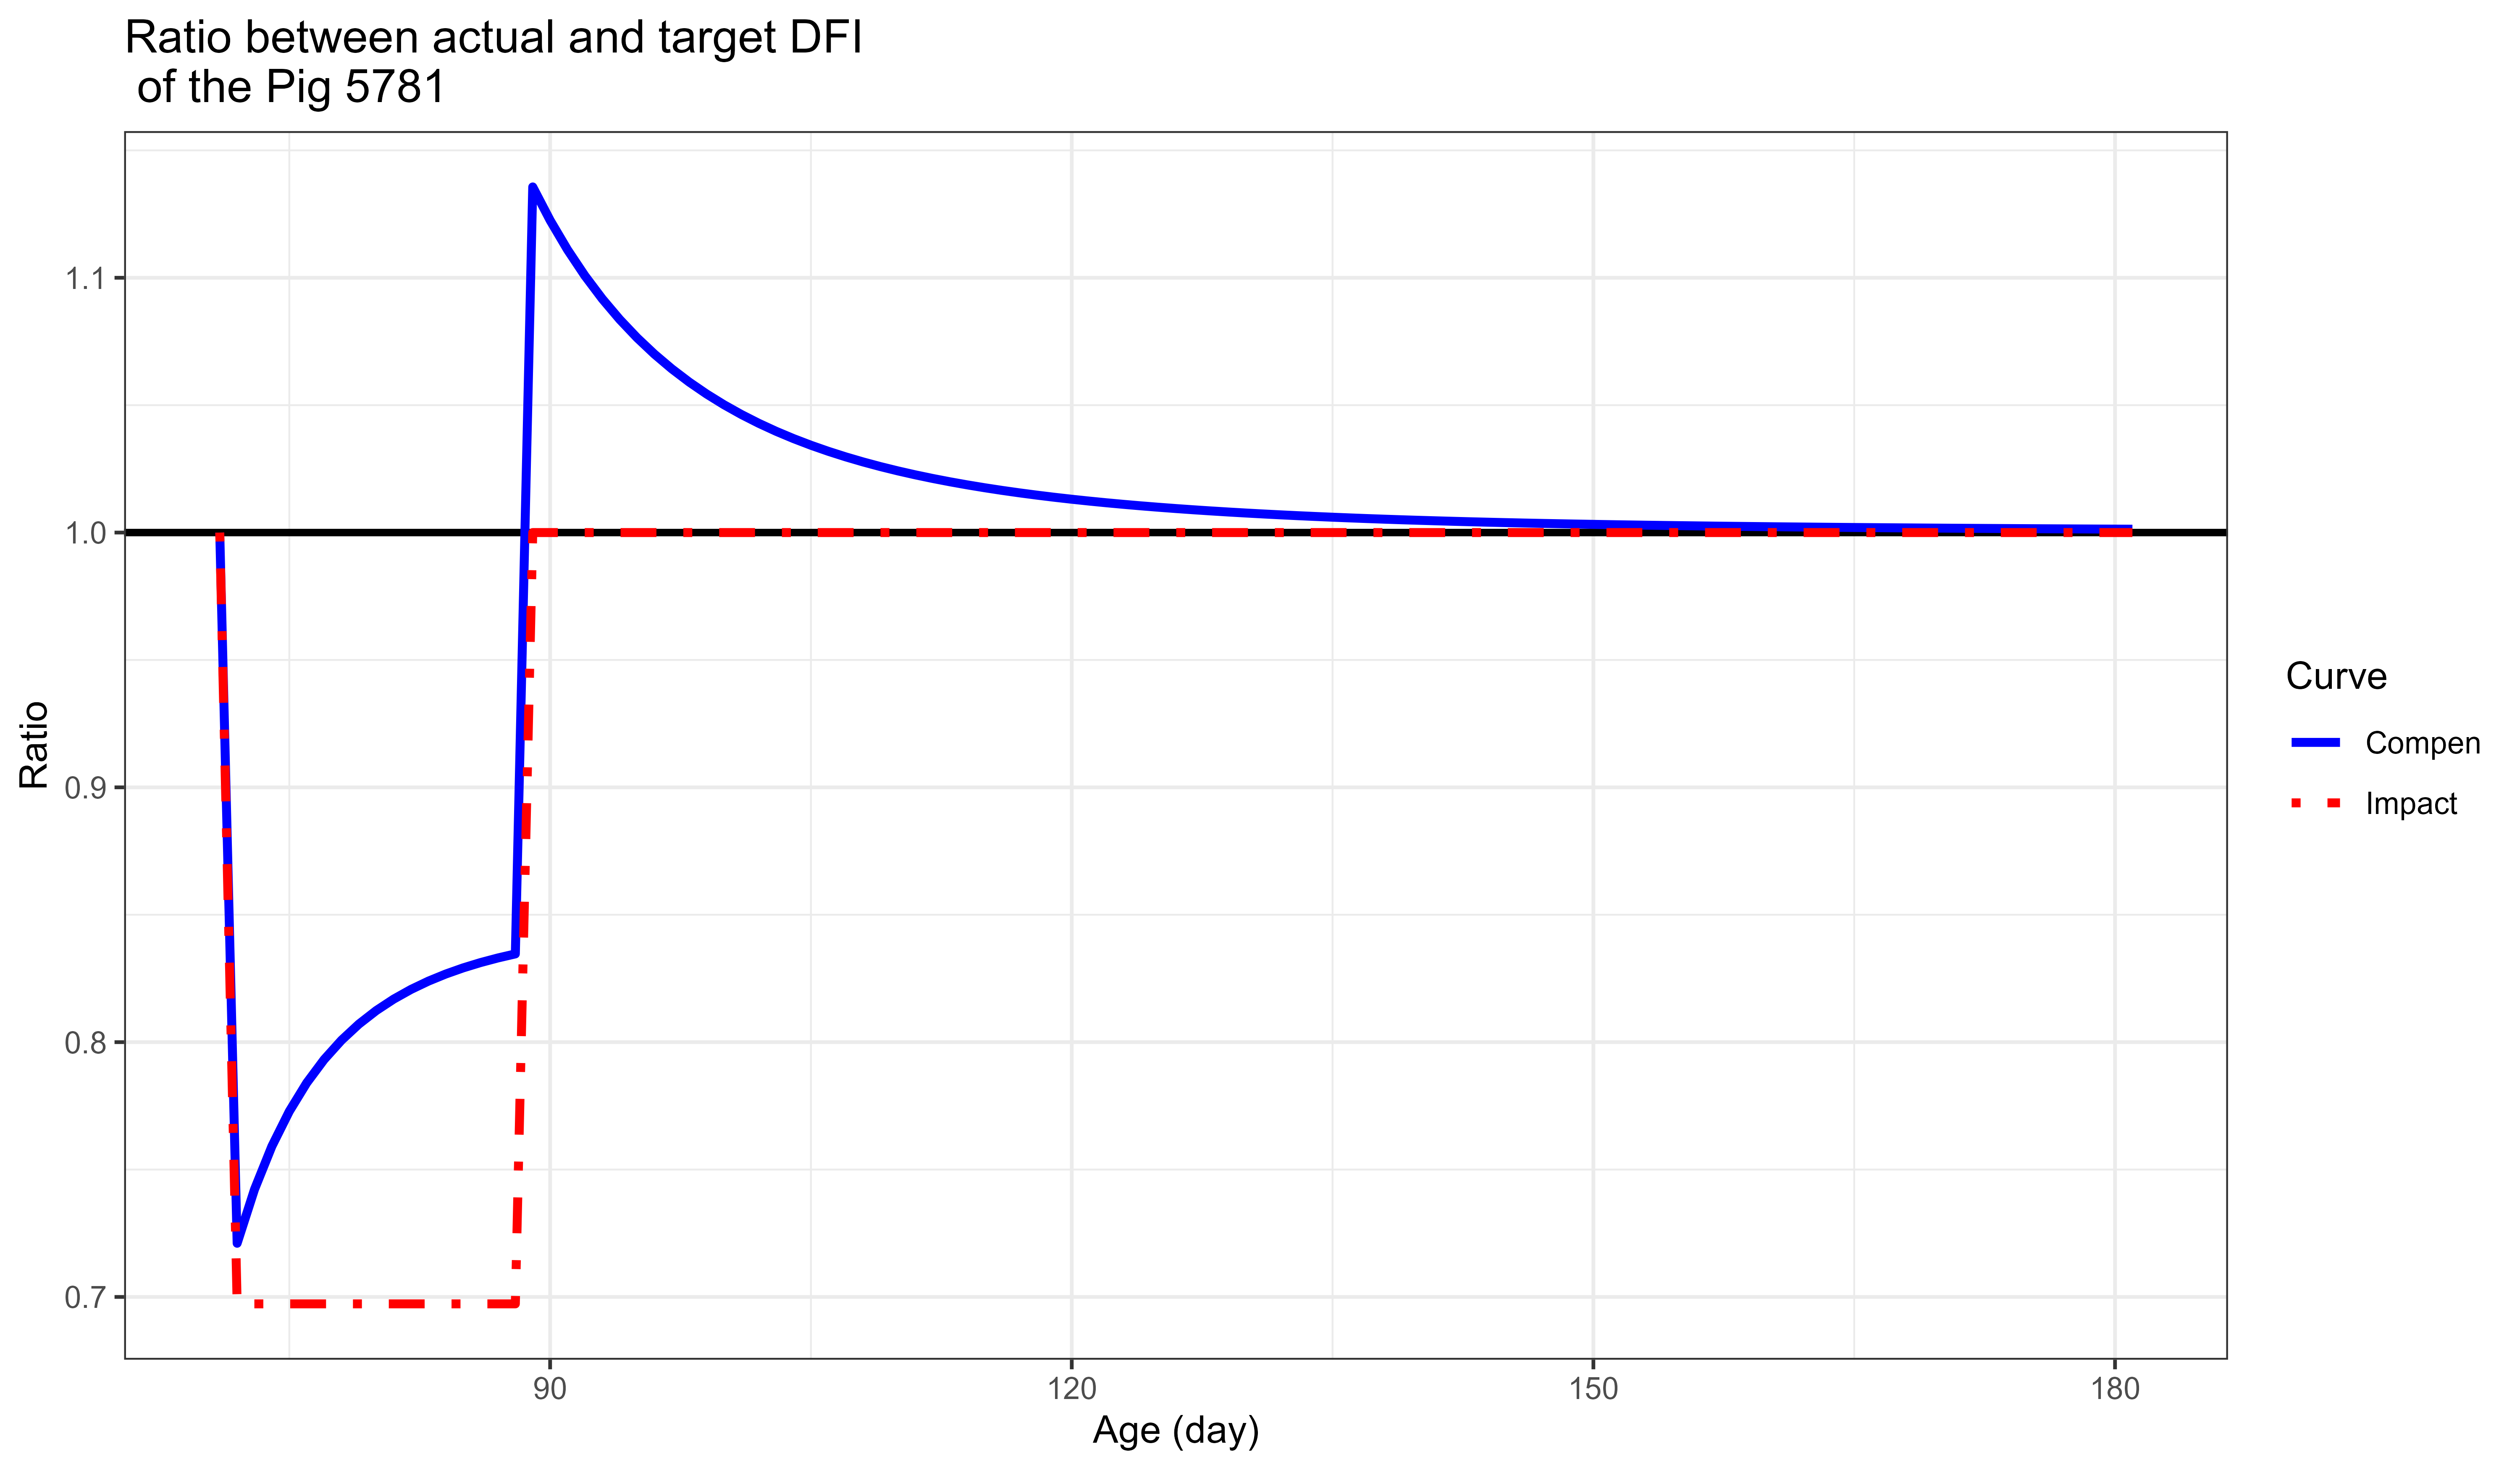 Ratio between actual and target DFI
of the Pig 5781
1.1
1.0
0.9
0.8
0.7
Ratio
90
120
150
180
Age (day)
Curve
Compen
Impact